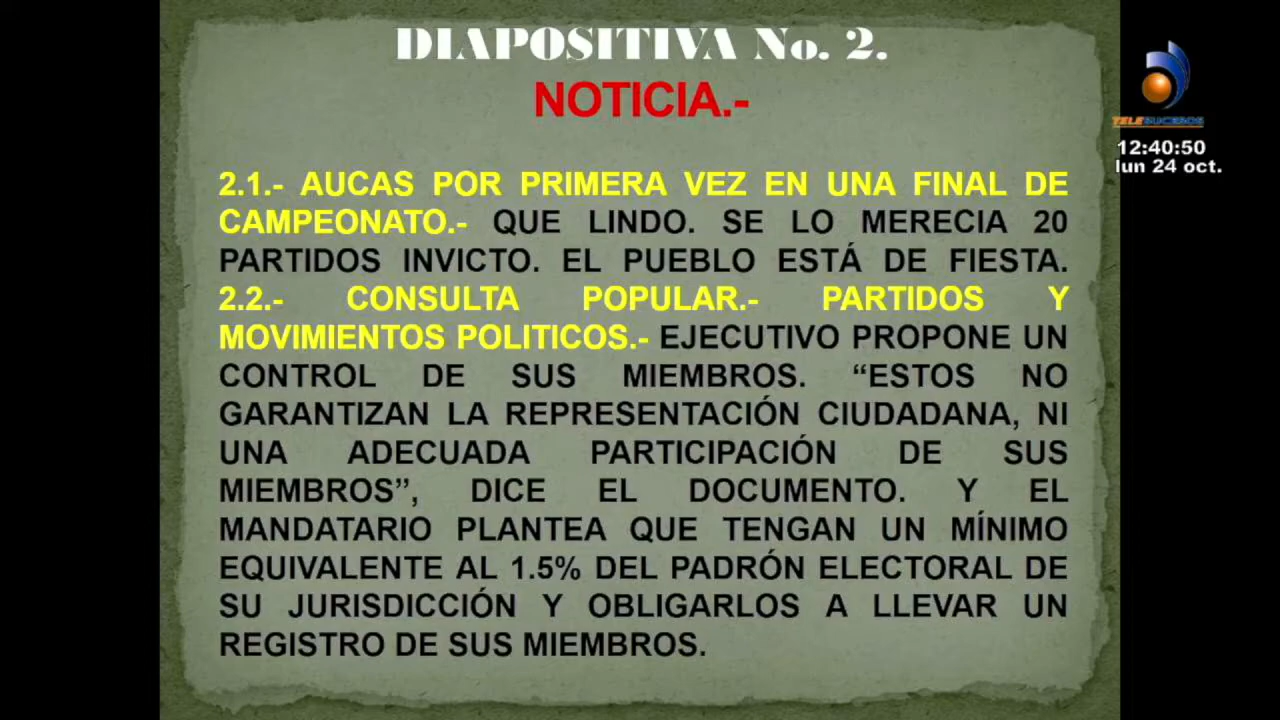 DIAPOSITIVA No. 2.
NOTICIA.-
TELESUCESOS
12:40:50
lun 24 oct.
2.1.- AUCAS POR PRIMERA VEZ EN UNA FINAL DE
CAMPEONATO.- QUE LINDO. SE LO MERECIA 20
PARTIDOS INVICTO. EL PUEBLO ESTÁ DE FIESTA.
2.2.- CONSULTA POPULAR.- PARTIDOS Y
MOVIMIENTOS POLITICOS.- EJECUTIVO PROPONE UN
CONTROL DE SUS MIEMBROS. “ESTOS NO
GARANTIZAN LA REPRESENTACIÓN CIUDADANA, NI
UNA ADECUADA PARTICIPACIÓN DE SUS
MIEMBROS”, DICE EL DOCUMENTO. Y EL
MANDATARIO PLANTEA QUE TENGAN UN MÍNIMO
EQUIVALENTE AL 1.5% DEL PADRÓN ELECTORAL DE
SU JURISDICCIÓN Y OBLIGARLOS A LLEVAR UN
REGISTRO DE SUS MIEMBROS.